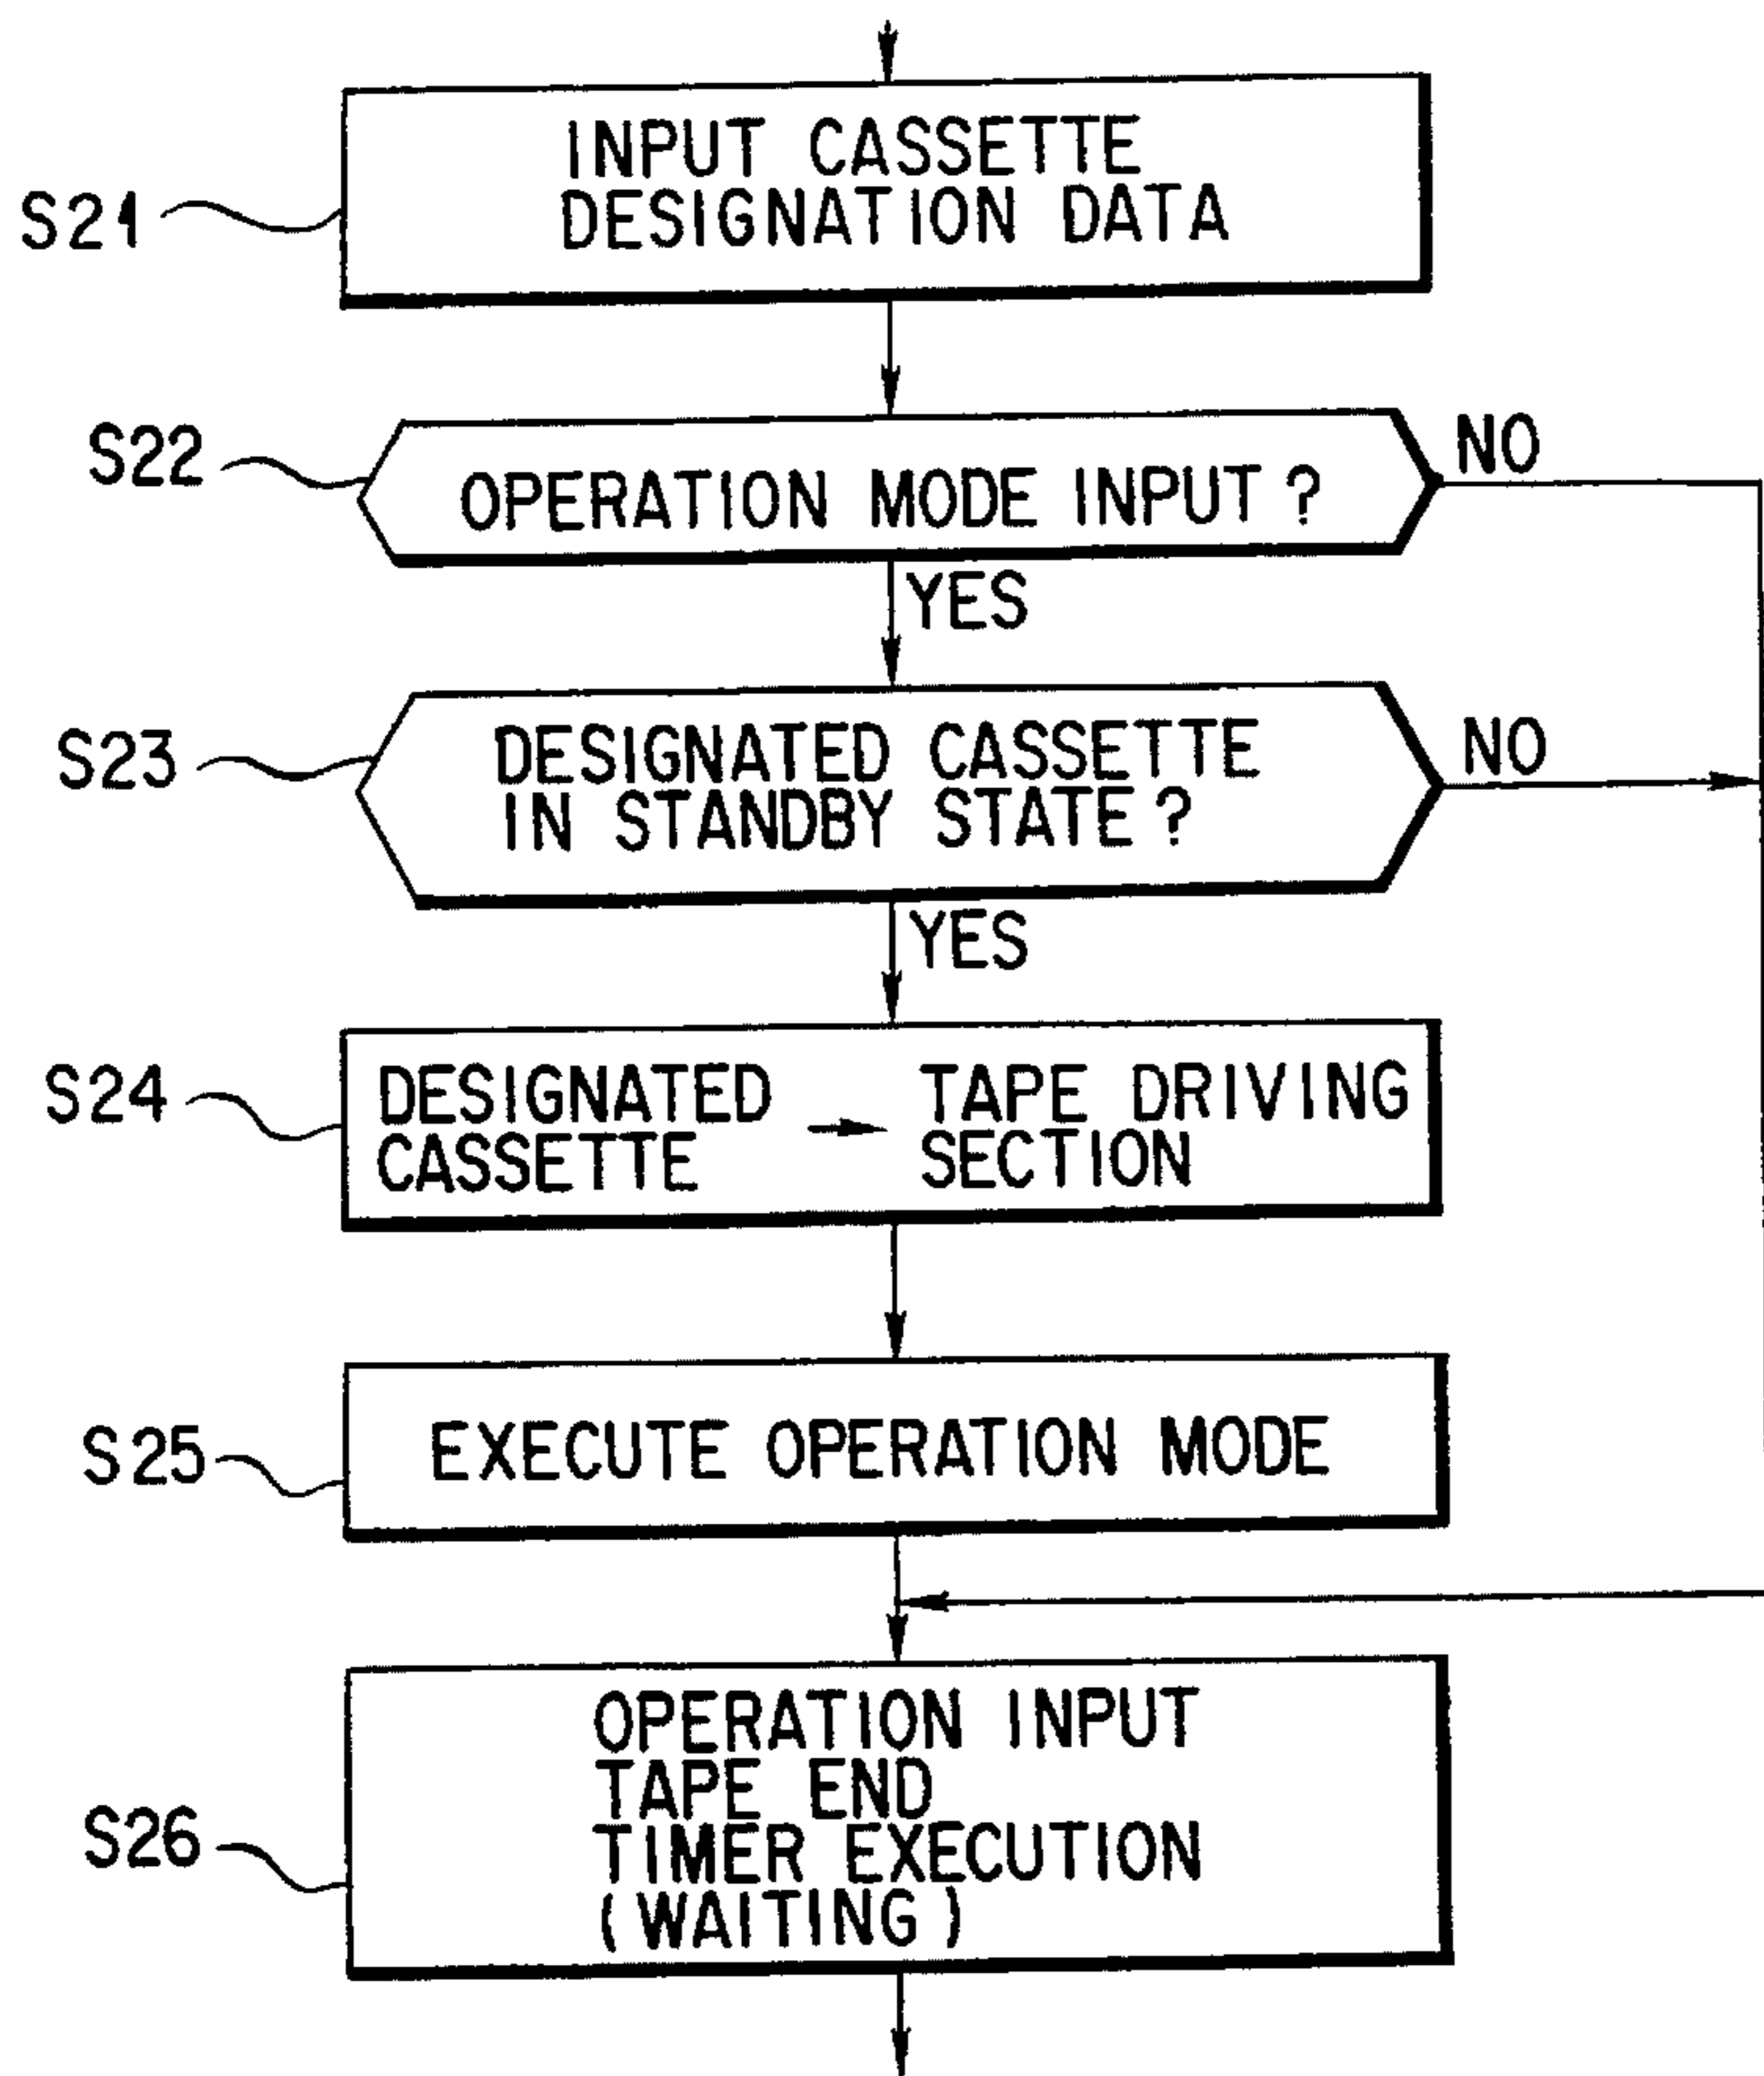 INPUT CASSETTE
DESIGNATION DATA
S21
S22
OPERATION MODE INPUT?
NO
YES
S23
DESIGNATED CASSETTE
IN STANDBY STATE?
NO
YES
S24
DESIGNATED → TAPE DRIVING
CASSETTE SECTION
S25
EXECUTE OPERATION MODE
S26
OPERATION INPUT
TAPE END
TIMER EXECUTION
(WAITING)